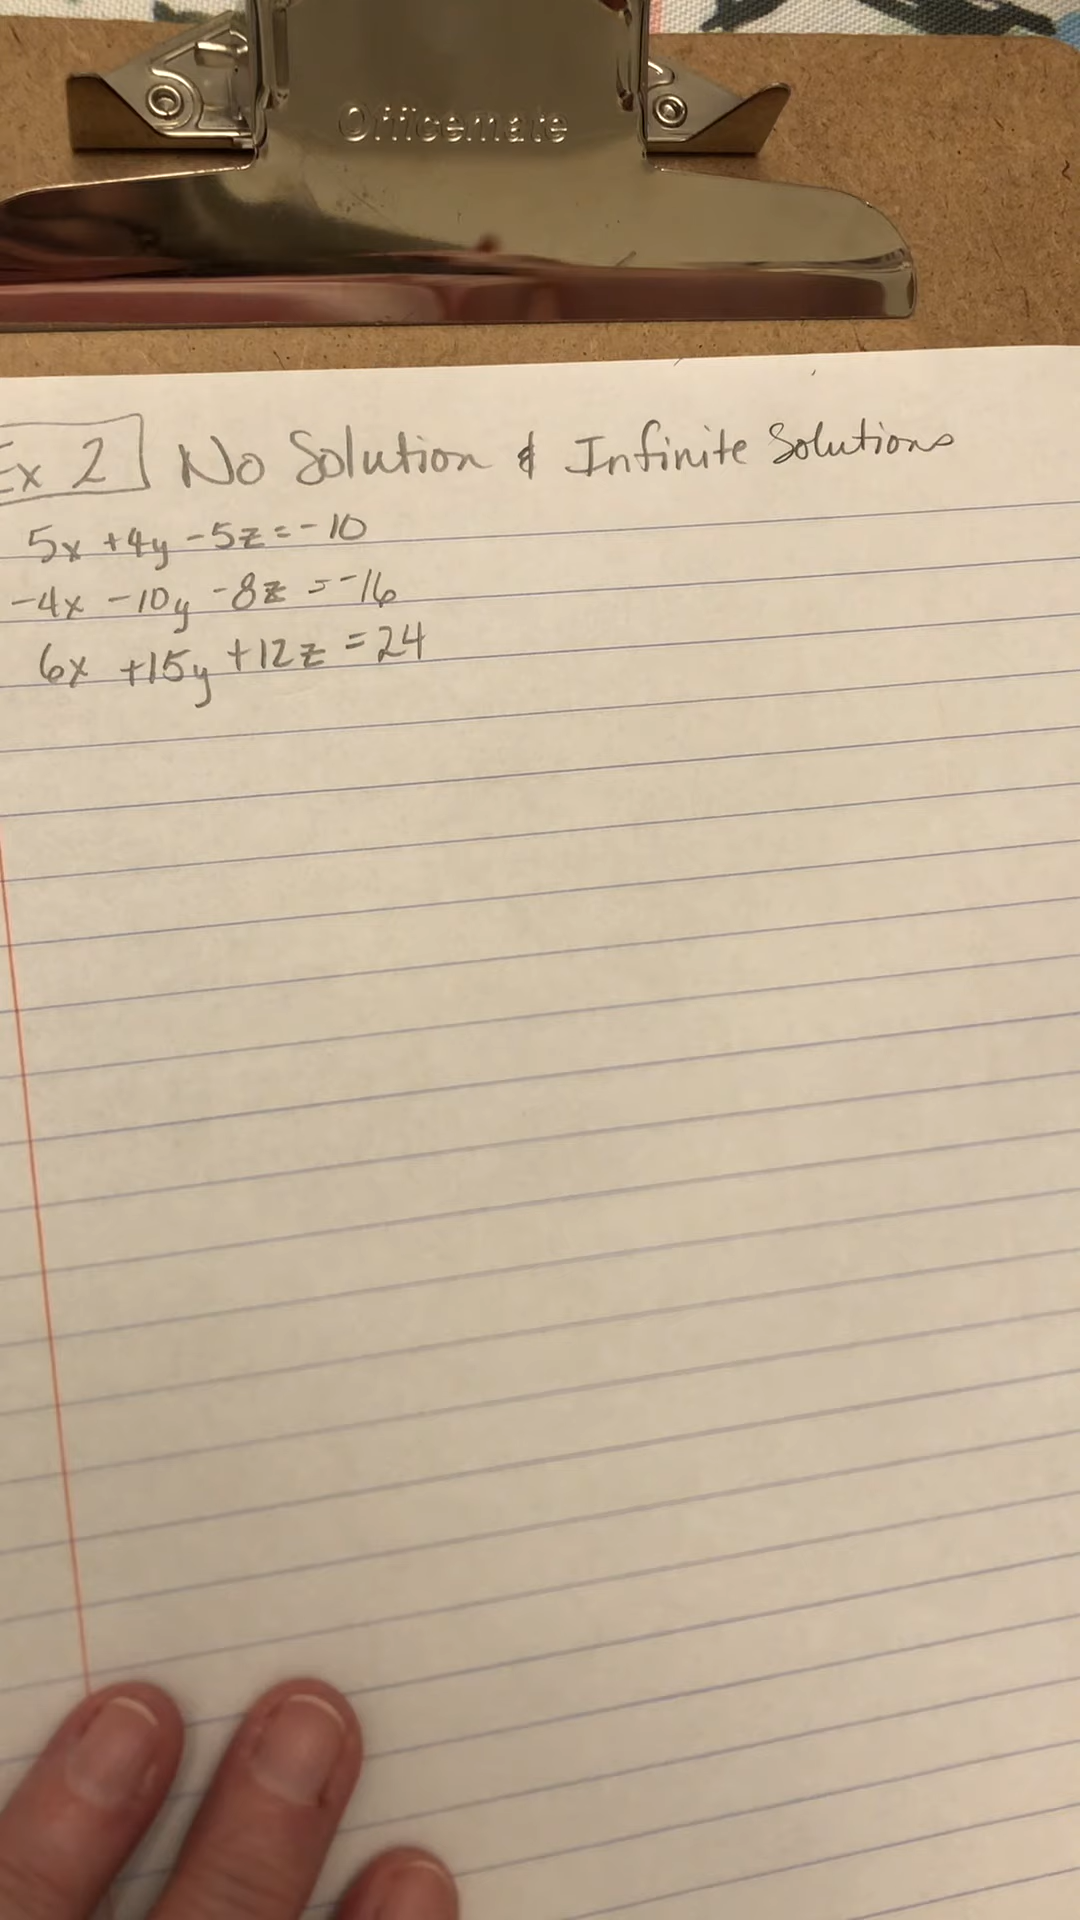 Officemate
Ex 2 No Solution & Infinite Solutions
5x +4y -5z = -10
-4x -10y -8z = -16
6x +15y +12z = 24